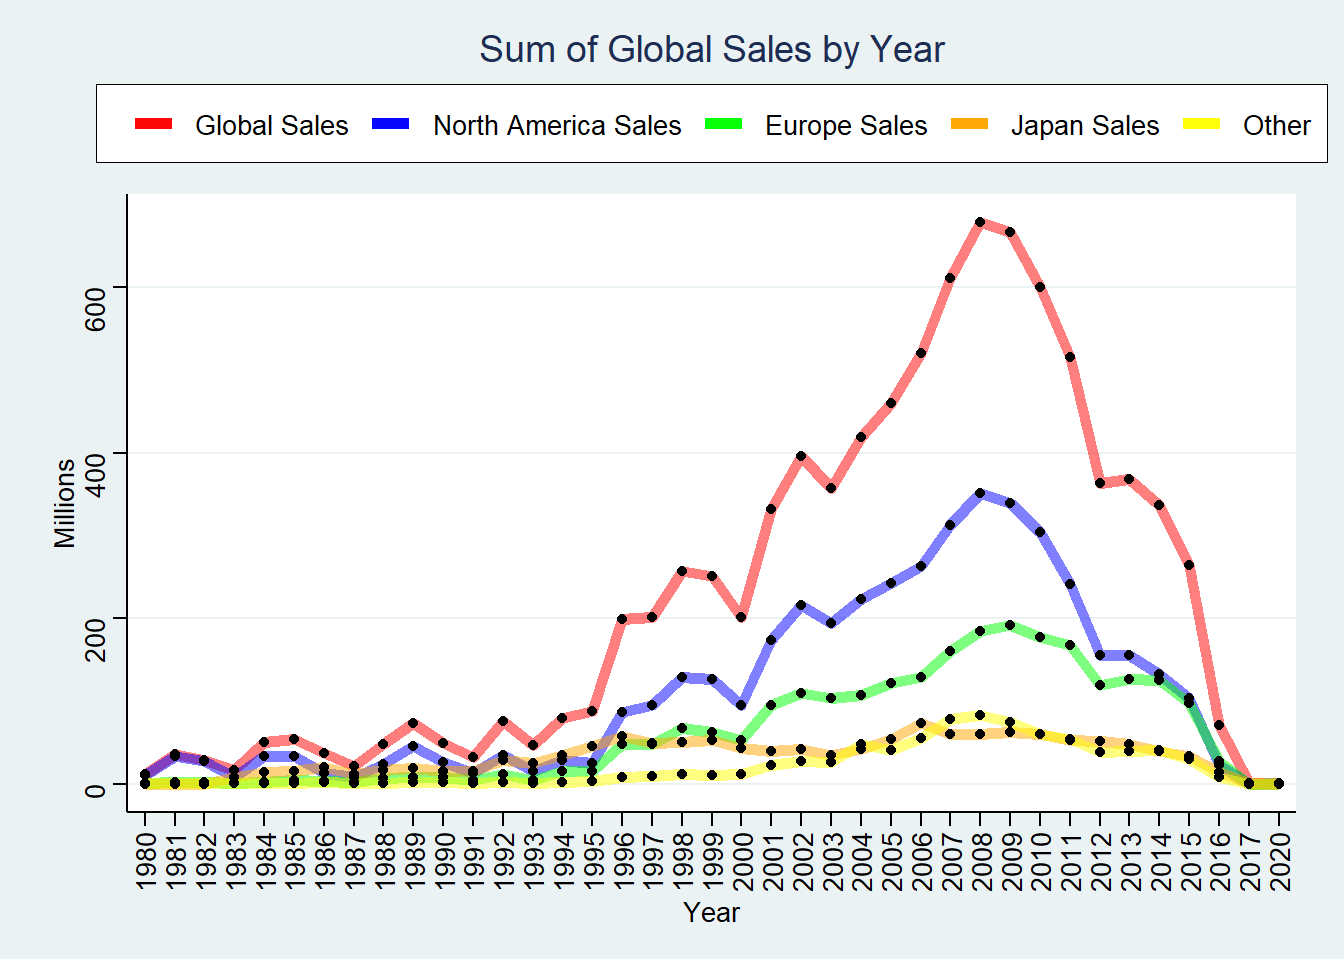 Sum of Global Sales by Year
Global Sales North America Sales Europe Sales Japan Sales Other
Millions
600
400
200
0
1980 1981 1982 1983 1984 1985 1986 1987 1988 1989 1990 1991 1992 1993 1994 1995 1996 1997 1998 1999 2000 2001 2002 2003 2004 2005 2006 2007 2008 2009 2010 2011 2012 2013 2014 2015 2016 2017 2020
Year